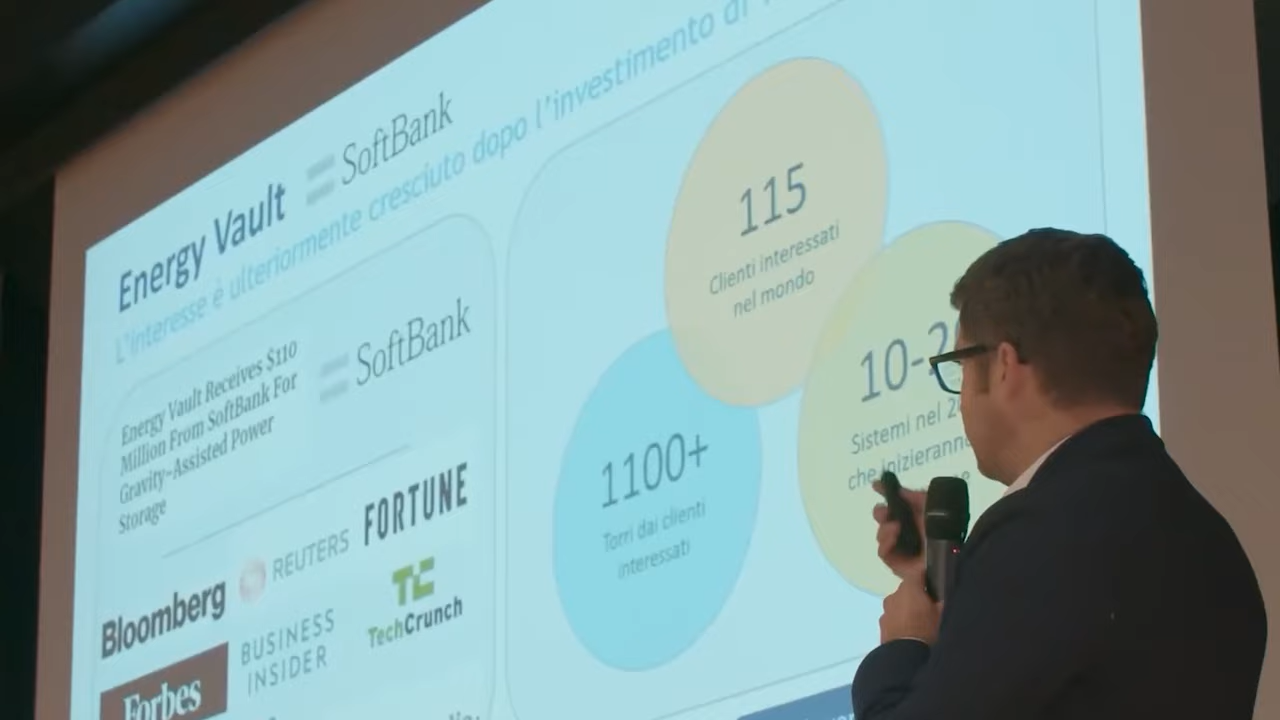 Energy Vault SoftBank
L'interesse è ulteriormente cresciuto dopo l'investimento di
Energy Vault Receives $110
Million From SoftBank For
Gravity-Assisted Power
Storage
SoftBank
Bloomberg REUTERS FORTUNE
Forbes BUSINESS
INSIDER
TechCrunch
115
Clienti interessati
nel mondo
1100+
Torri dai clienti
interessati
10-2
Sistemi nel 2
che inizieranno